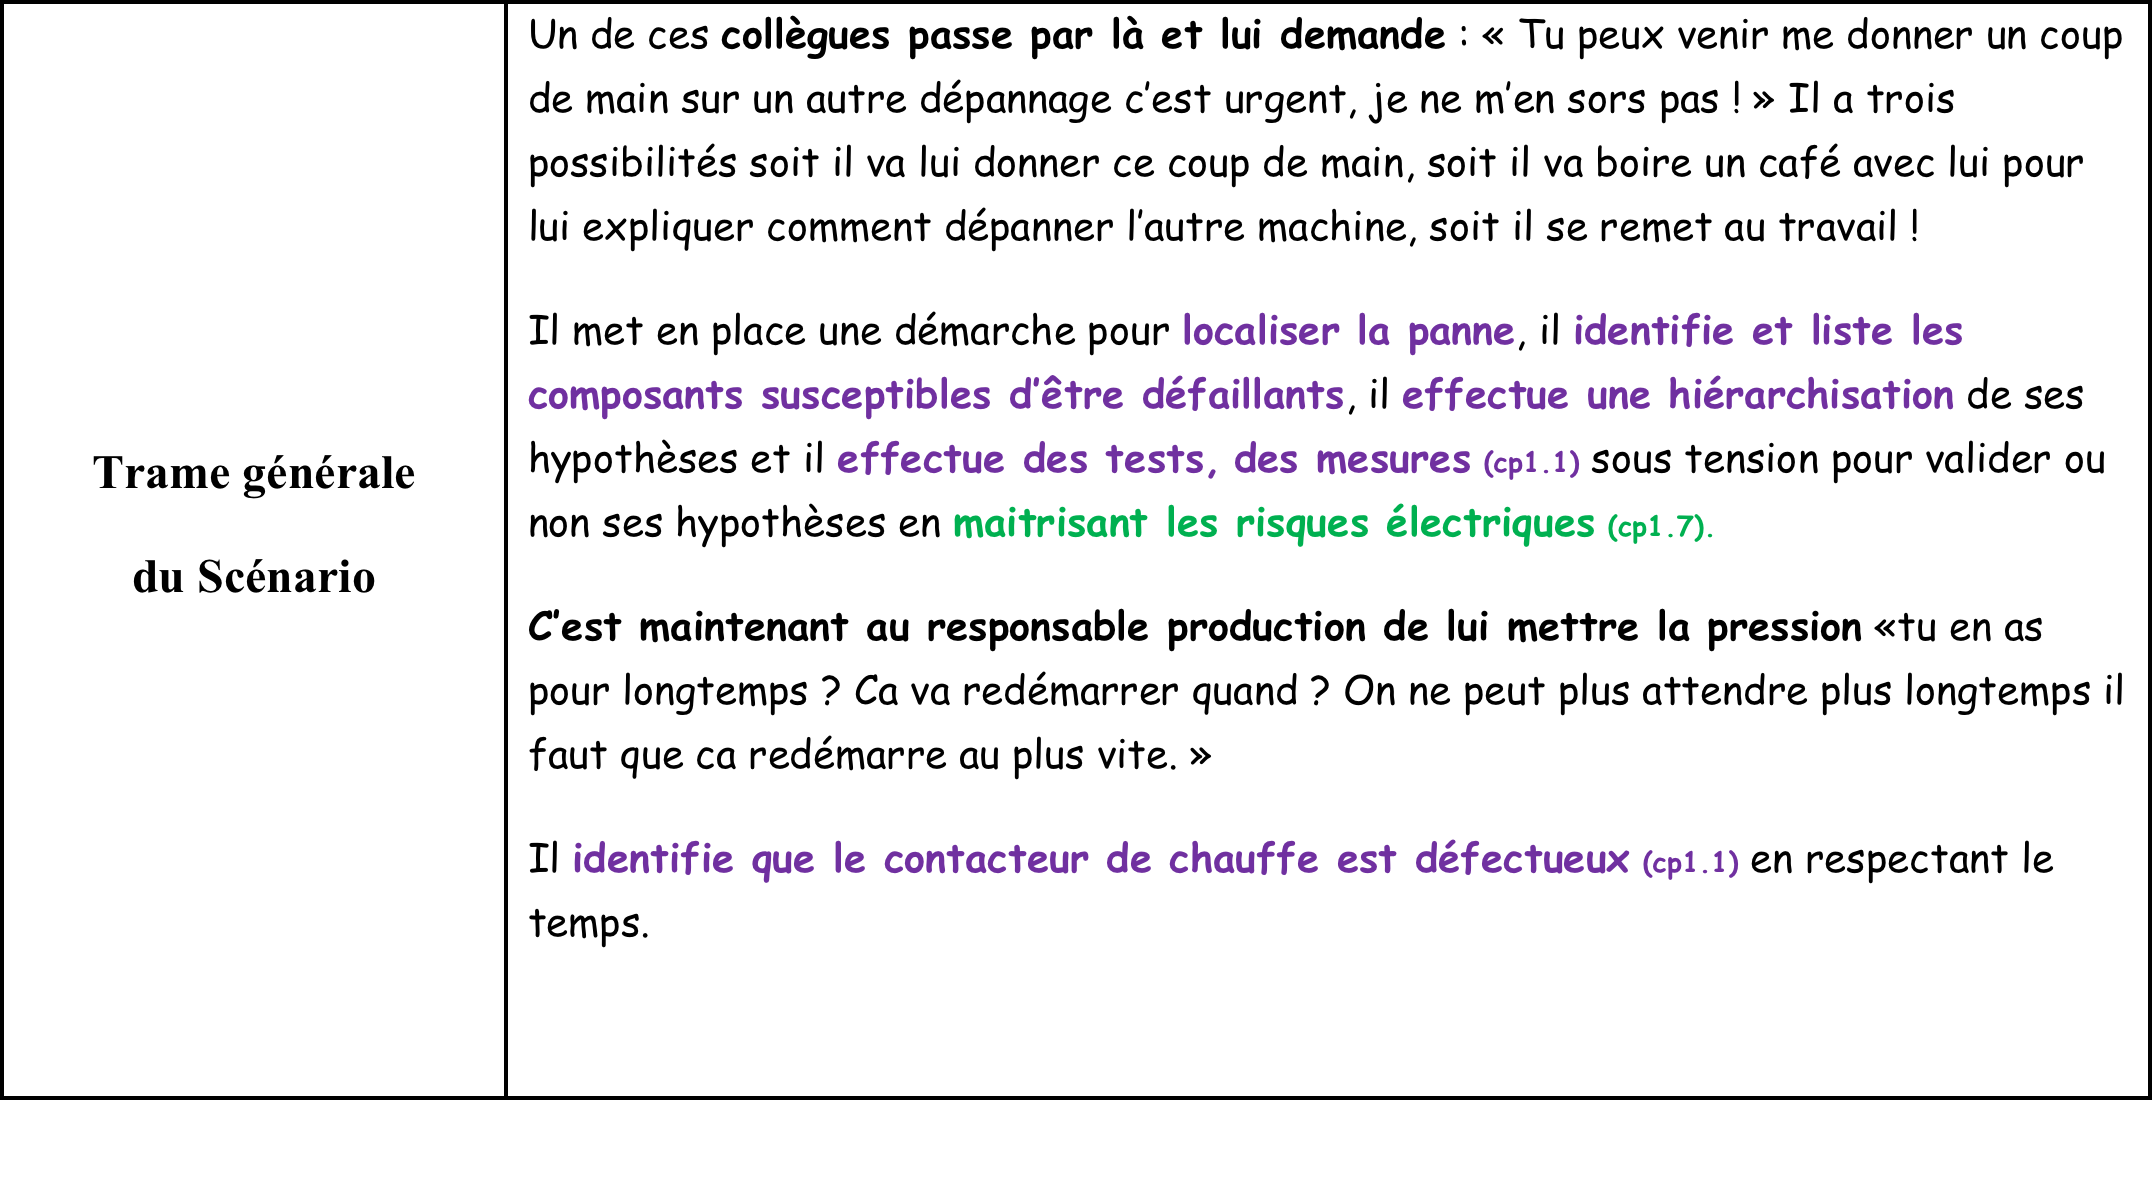 Trame générale
du Scénario
Un de ces collègues passe par là et lui demande : « Tu peux venir me donner un coup
de main sur un autre dépannage c’est urgent, je ne m’en sors pas ! » Il a trois
possibilités soit il va lui donner ce coup de main, soit il va boire un café avec lui pour
lui expliquer comment dépanner l’autre machine, soit il se remet au travail !
Il met en place une démarche pour localiser la panne, il identifie et liste les
composants susceptibles d’être défaillants, il effectue une hiérarchisation de ses
hypothèses et il effectue des tests, des mesures (cp1.1) sous tension pour valider ou
non ses hypothèses en maitrisant les risques électriques (cp1.7).
C’est maintenant au responsable production de lui mettre la pression «tu en as
pour longtemps ? Ca va redémarrer quand ? On ne peut plus attendre plus longtemps il
faut que ca redémarre au plus vite. »
Il identifie que le contacteur de chauffe est défectueux (cp1.1) en respectant le
temps.